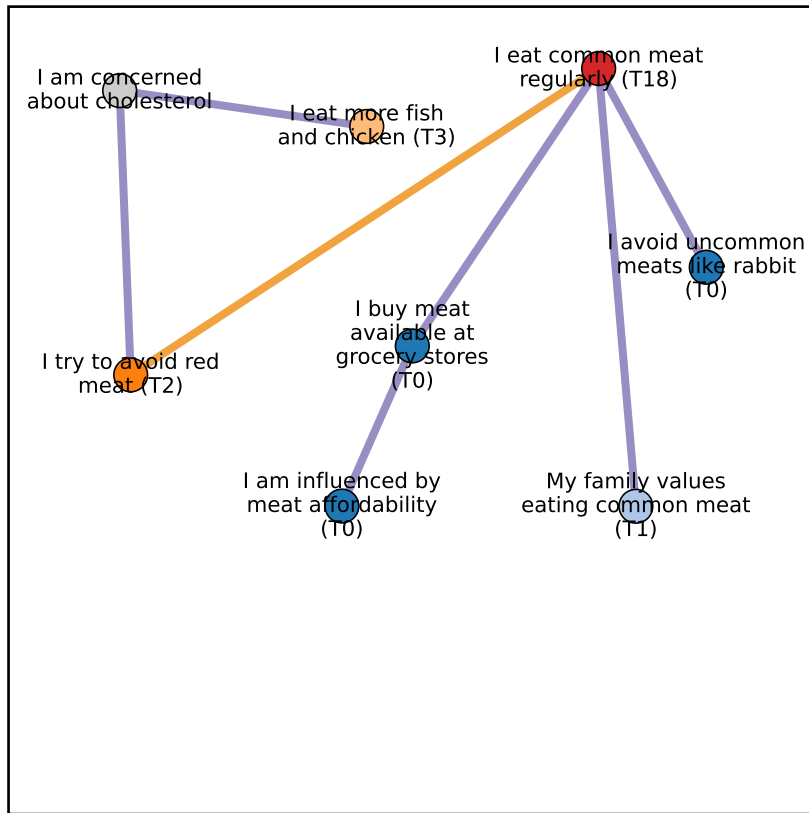 I eat common meat
regularly (T18)
I am concerned
about cholesterol
I eat more fish
and chicken (T3)
I avoid uncommon
meats like rabbit
(T0)
I buy meat
available at
grocery stores
(T0)
I try to avoid red
meat (T2)
I am influenced by
meat affordability
(T0)
My family values
eating common meat
(T1)